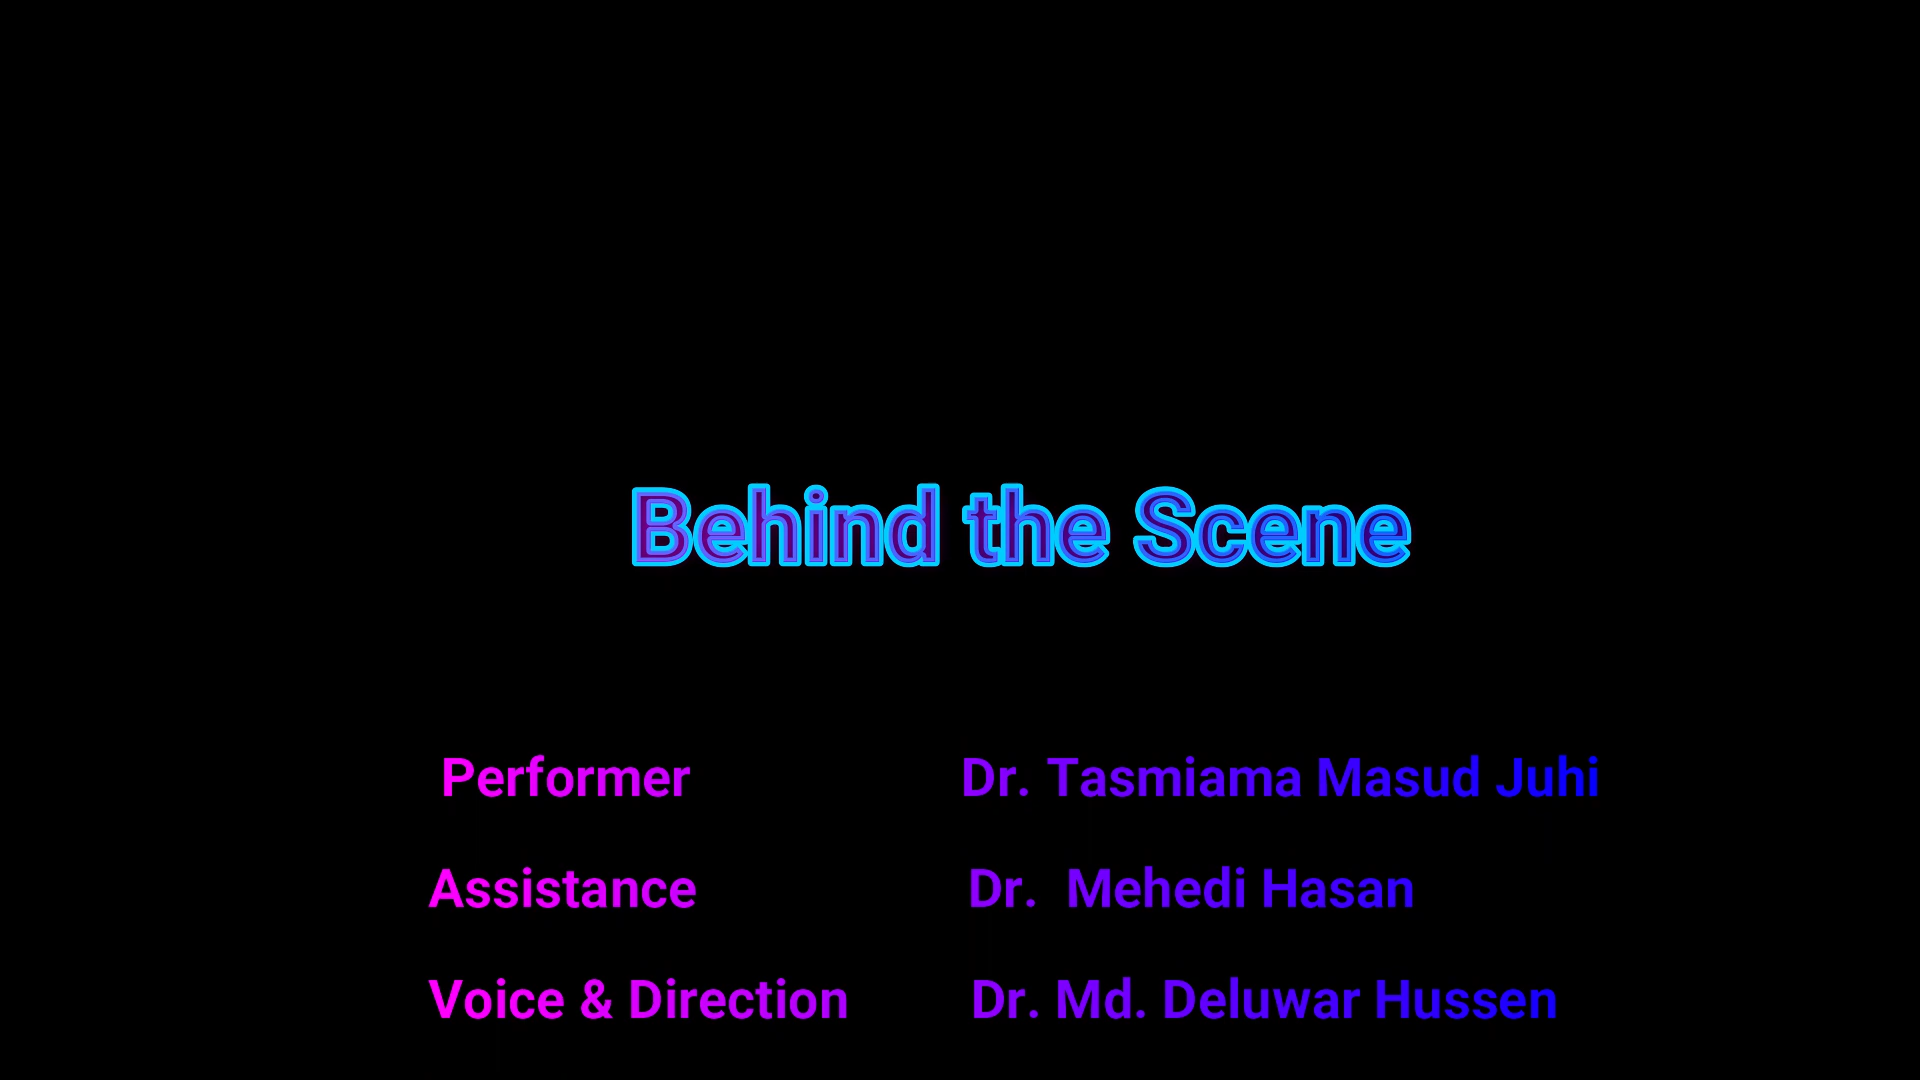 Behind the Scene
Performer Dr. Tasmiama Masud Juhi
Assistance Dr. Mehedi Hasan
Voice & Direction Dr. Md. Deluwar Hussen